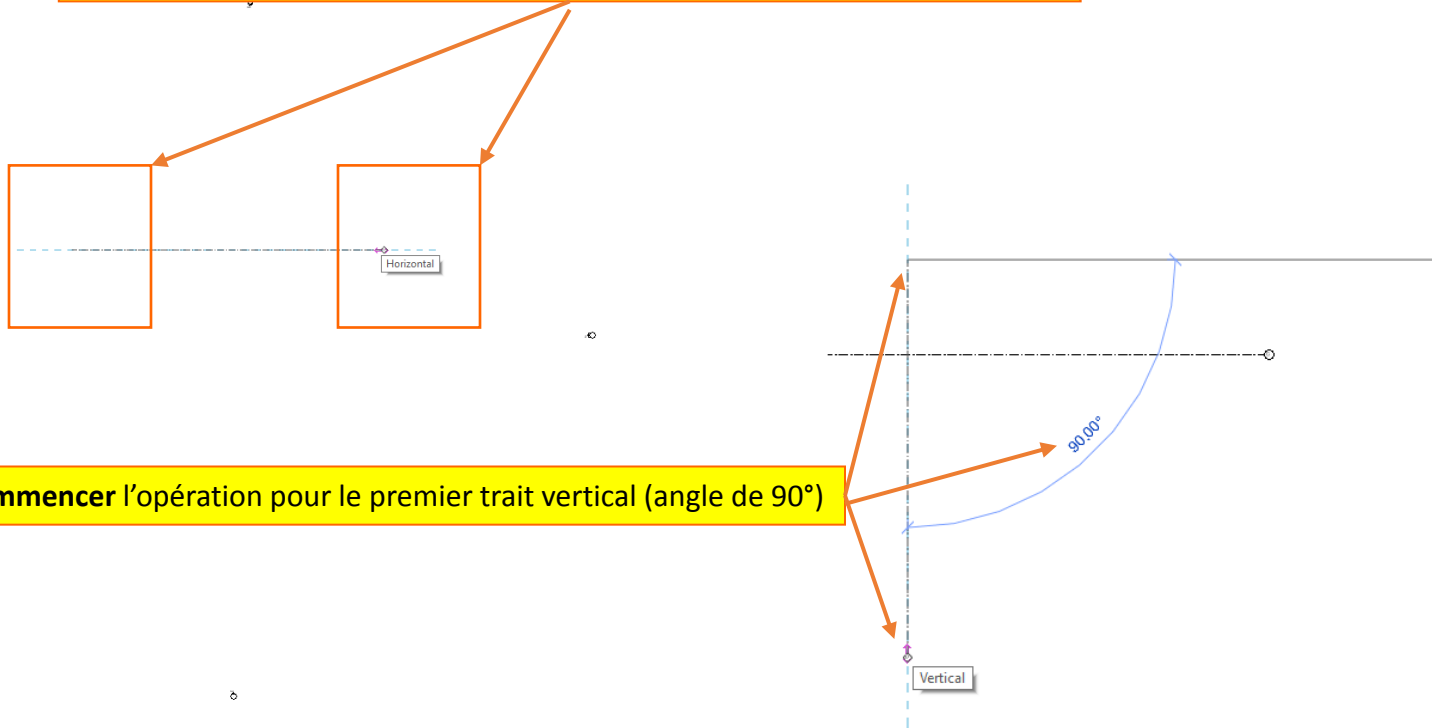 Horizontal
90.00°
mmencer l’opération pour le premier trait vertical (angle de 90°)
Vertical